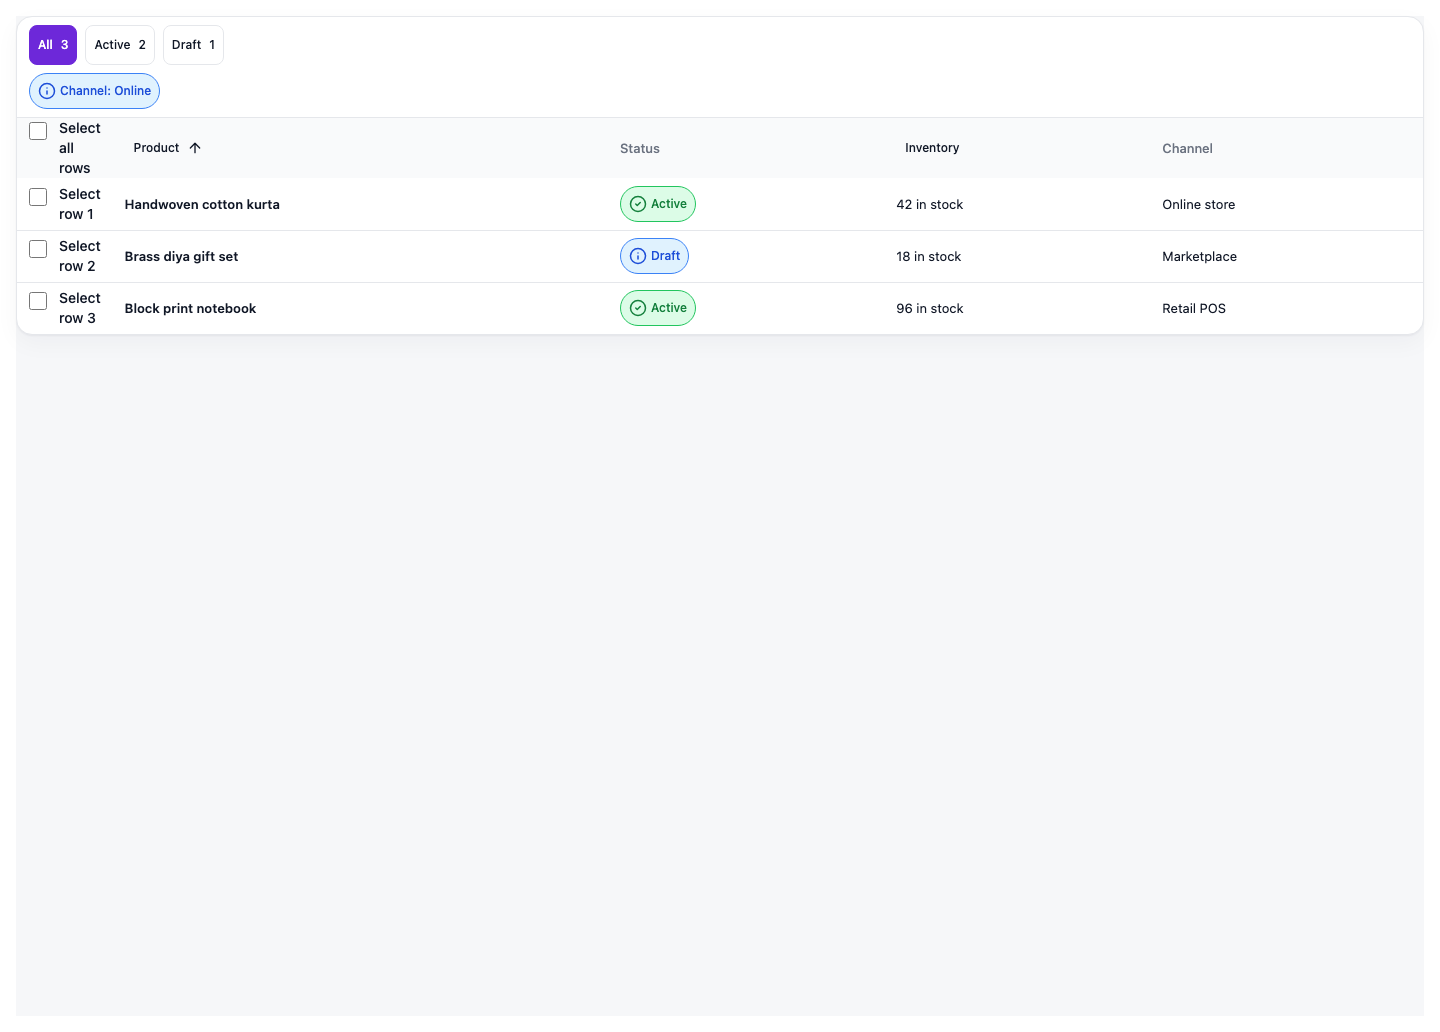 All 3 Active 2 Draft 1
Channel: Online
Select all rows Product Status Inventory Channel
Select row 1 Handwoven cotton kurta Active 42 in stock Online store
Select row 2 Brass diya gift set Draft 18 in stock Marketplace
Select row 3 Block print notebook Active 96 in stock Retail POS